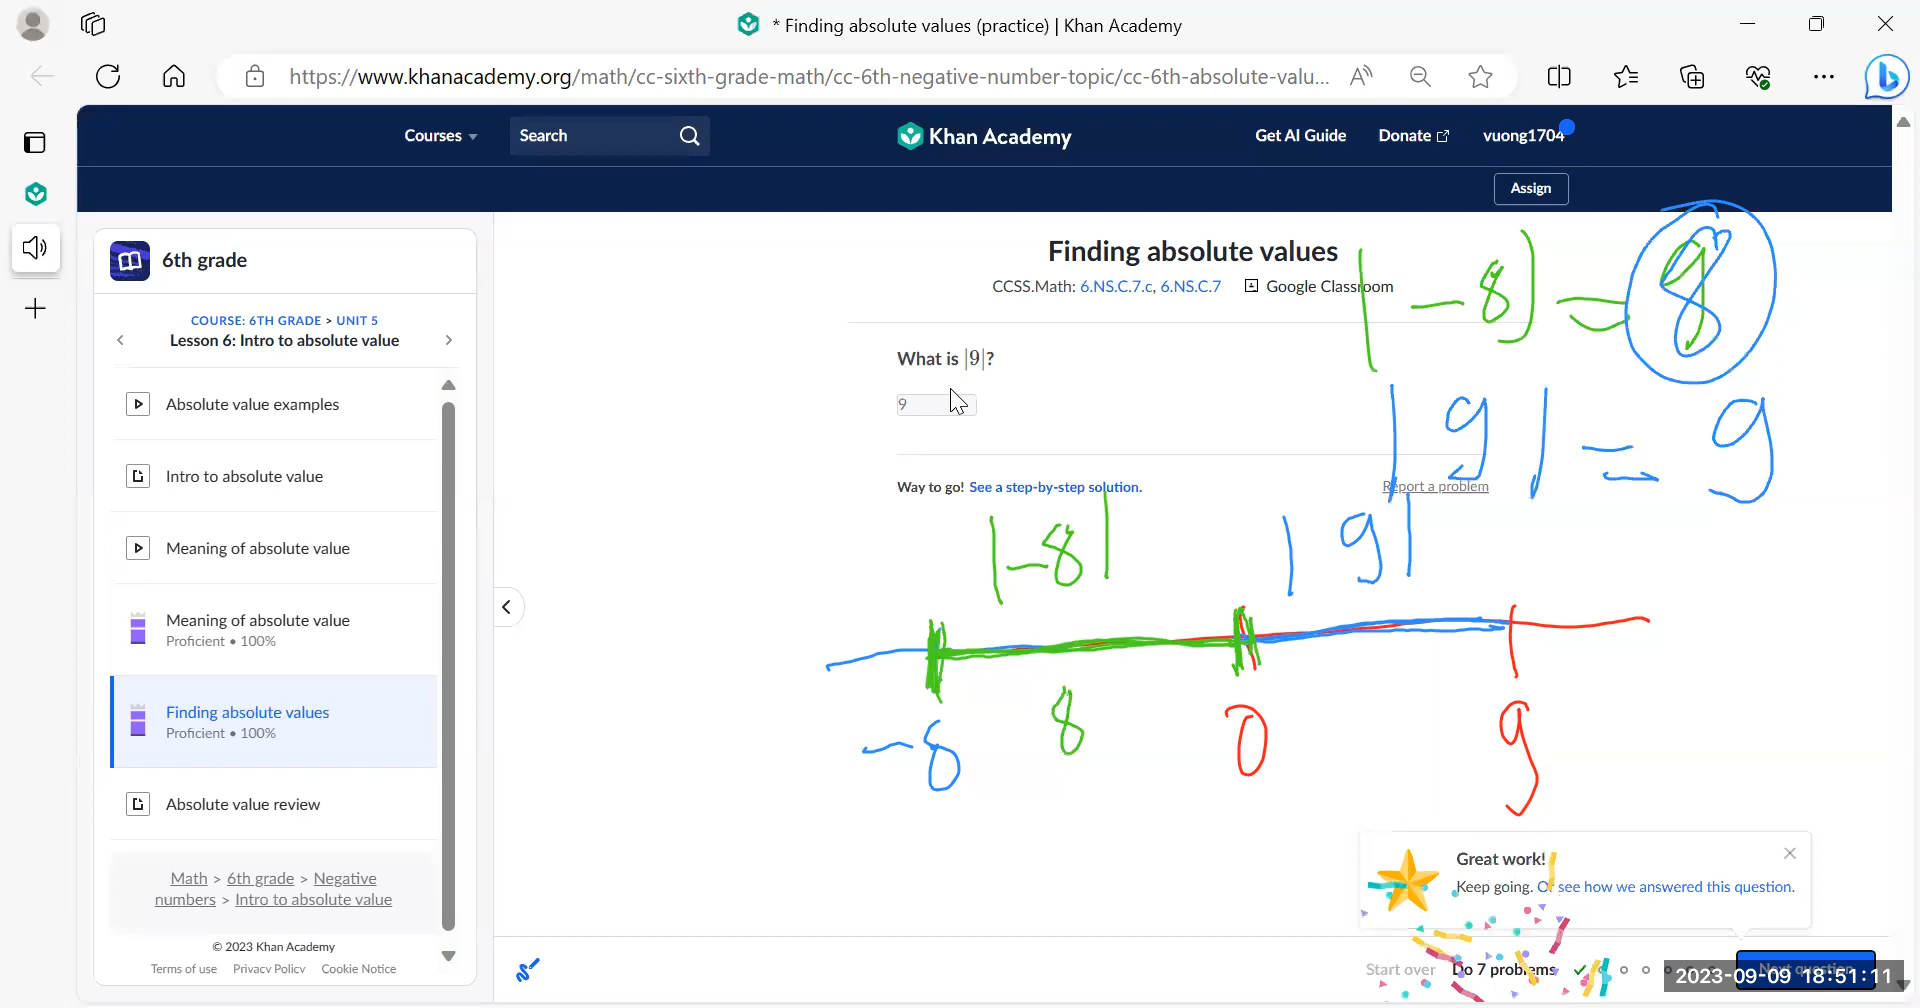 * Finding absolute values (practice) | Khan Academy
https://www.khanacademy.org/math/cc-sixth-grade-math/cc-6th-negative-number-topic/cc-6th-absolute-valu...
Courses
Search
Khan Academy
Get AI Guide
Donate
vuong1704
Assign
6th grade
COURSE: 6TH GRADE > UNIT 5
Lesson 6: Intro to absolute value
Absolute value examples
Intro to absolute value
Meaning of absolute value
Meaning of absolute value
Proficient • 100%
Finding absolute values
Proficient • 100%
Absolute value review
Math > 6th grade > Negative
numbers > Intro to absolute value
© 2023 Khan Academy
Terms of use Privacy Policy Cookie Notice
Finding absolute values
CCSS.Math: 6.NS.C.7.c, 6.NS.C.7 Google Classroom
|-8| = 8
What is |9|?
9
|9| = 9
Way to go! See a step-by-step solution.
Report a problem
|-8| |9|
-8 8 0 9
Great work!
Keep going. Or see how we answered this question.
Start over
Do 7 problems
Next question
2023-09-09 18:51:11